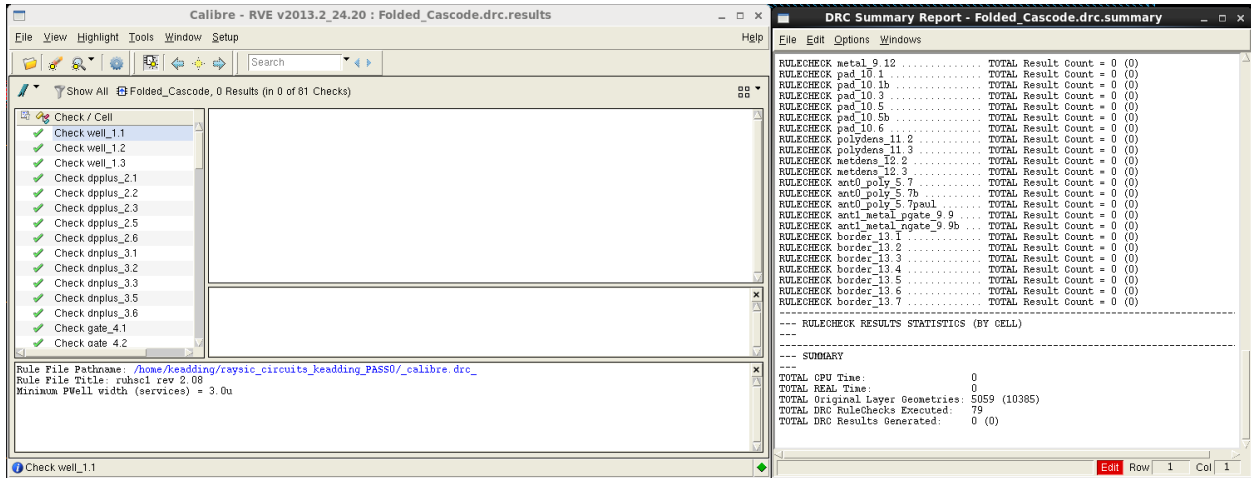 Calibre - RVE v2013.2_24.20 : Folded_Cascode.drc.results
File View Highlight Tools Window Setup Help
Search
Show All Folded_Cascode, 0 Results (in 0 of 81 Checks)
Check / Cell
Check well_1.1
Check well_1.2
Check well_1.3
Check dpplus_2.1
Check dpplus_2.2
Check dpplus_2.3
Check dpplus_2.5
Check dpplus_2.6
Check dnplus_3.1
Check dnplus_3.2
Check dnplus_3.3
Check dnplus_3.5
Check dnplus_3.6
Check gate_4.1
Check gate_4.2
Rule File Pathname: /home/keadding/raysic_circuits_keadding_PASS0/_calibre.drc_
Rule File Title: ruhsc1 rev 2.08
Minimum PWell width (services) = 3.0u
Check well_1.1
DRC Summary Report - Folded_Cascode.drc.summary
File Edit Options Windows
RULECHECK metal_9.12 ............. TOTAL Result Count = 0 (0)
RULECHECK pad_10.1 ............... TOTAL Result Count = 0 (0)
RULECHECK pad_10.1b .............. TOTAL Result Count = 0 (0)
RULECHECK pad_10.3 ............... TOTAL Result Count = 0 (0)
RULECHECK pad_10.5 ............... TOTAL Result Count = 0 (0)
RULECHECK pad_10.5b .............. TOTAL Result Count = 0 (0)
RULECHECK pad_10.6 ............... TOTAL Result Count = 0 (0)
RULECHECK polydens_11.2 .......... TOTAL Result Count = 0 (0)
RULECHECK polydens_11.3 .......... TOTAL Result Count = 0 (0)
RULECHECK metdens_12.2 ........... TOTAL Result Count = 0 (0)
RULECHECK metdens_12.3 ........... TOTAL Result Count = 0 (0)
RULECHECK ant0_poly_5.7 .......... TOTAL Result Count = 0 (0)
RULECHECK ant0_poly_5.7b ......... TOTAL Result Count = 0 (0)
RULECHECK ant0_poly_5.7paul ...... TOTAL Result Count = 0 (0)
RULECHECK ant1_metal_pgate_9.9 ... TOTAL Result Count = 0 (0)
RULECHECK ant1_metal_ngate_9.9b .. TOTAL Result Count = 0 (0)
RULECHECK border_13.1 ............ TOTAL Result Count = 0 (0)
RULECHECK border_13.2 ............ TOTAL Result Count = 0 (0)
RULECHECK border_13.3 ............ TOTAL Result Count = 0 (0)
RULECHECK border_13.4 ............ TOTAL Result Count = 0 (0)
RULECHECK border_13.5 ............ TOTAL Result Count = 0 (0)
RULECHECK border_13.6 ............ TOTAL Result Count = 0 (0)
RULECHECK border_13.7 ............ TOTAL Result Count = 0 (0)
--- RULECHECK RESULTS STATISTICS (BY CELL)
---
--- SUMMARY
---
TOTAL CPU Time: 0
TOTAL REAL Time: 0
TOTAL Original Layer Geometries: 5059 (10385)
TOTAL DRC RuleChecks Executed: 79
TOTAL DRC Results Generated: 0 (0)
Edit Row 1 Col 1